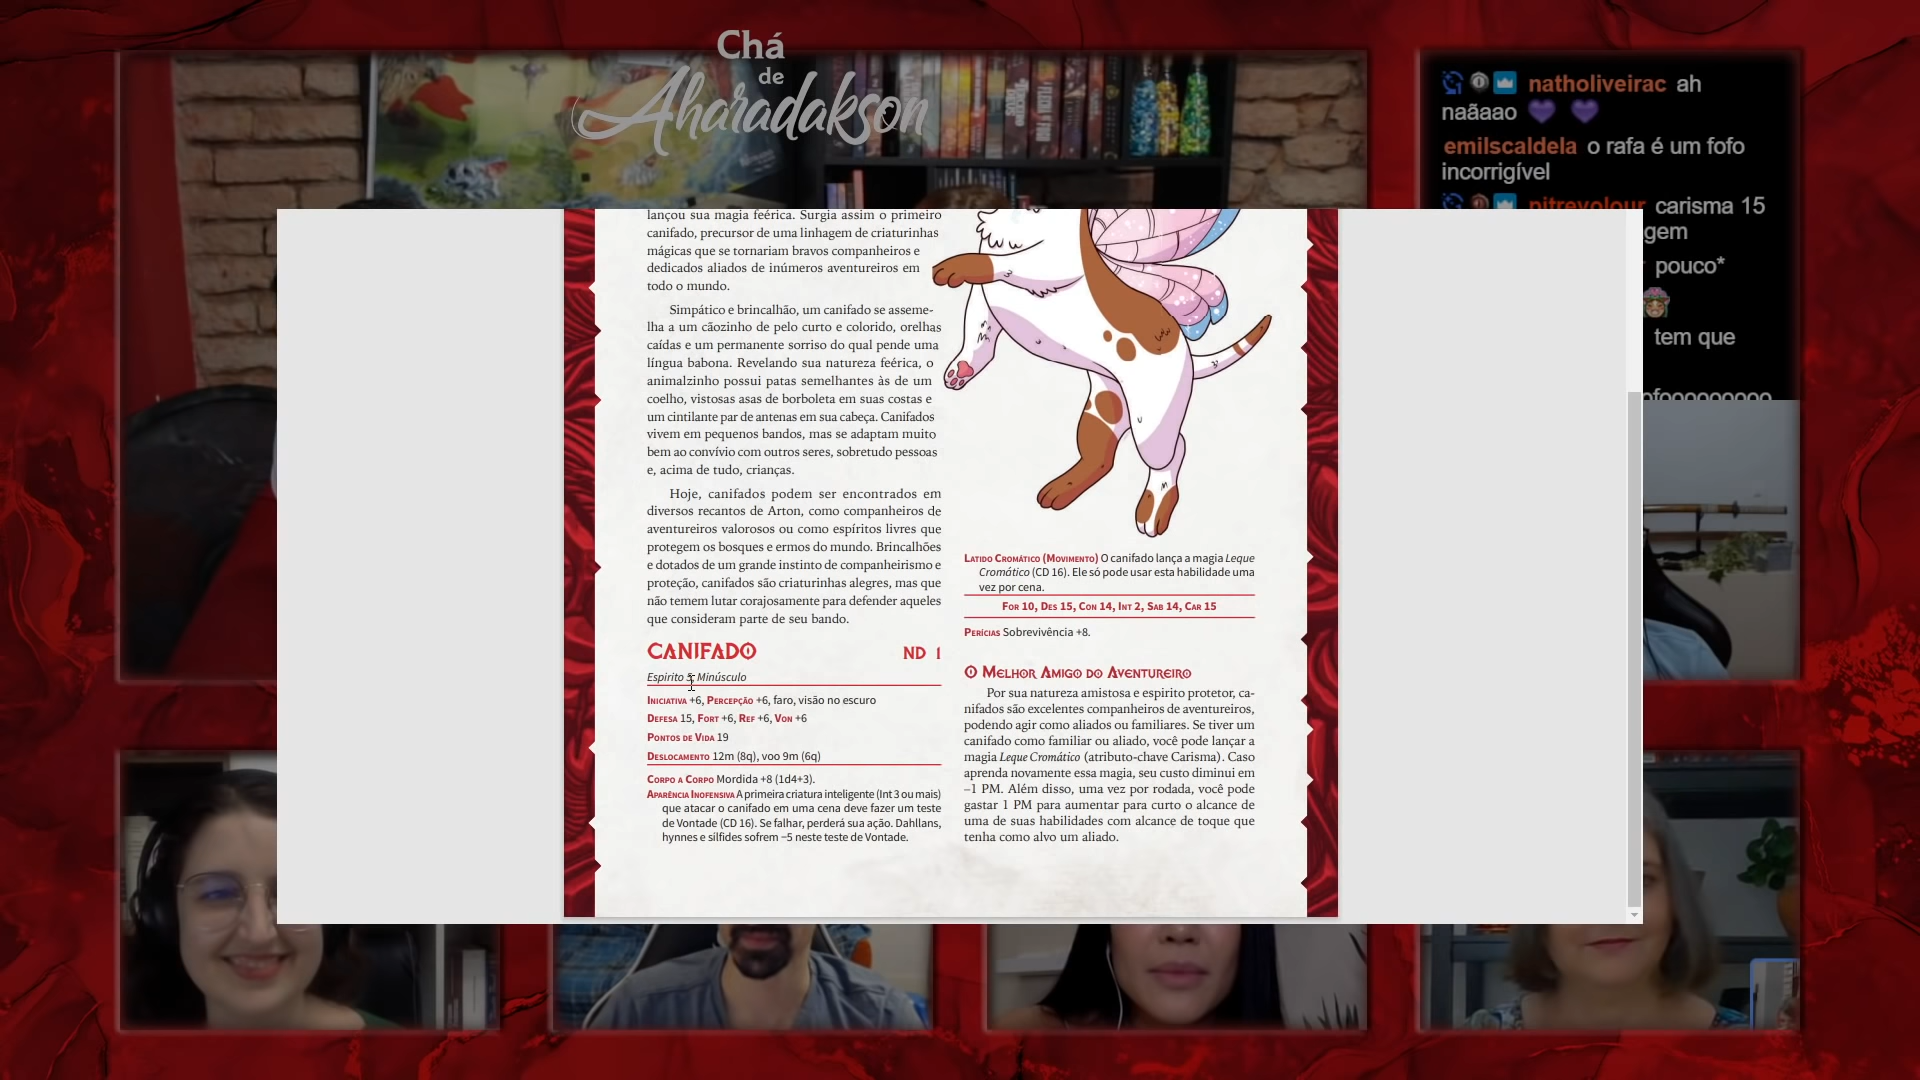 Chá
de
Aharadakson
natholiveirac ah
naãaao
emilscaldela o rafa é um fofo
incorrigível
nitrevolour carisma 15
gem
pouco*
tem que
lançou sua magia feérica. Surgia assim o primeiro
canifado, precursor de uma linhagem de criaturinhas
mágicas que se tornariam bravos companheiros e
dedicados aliados de inúmeros aventureiros em
todo o mundo.
Simpático e brincalhão, um canifado se asseme-
lha a um cãozinho de pelo curto e colorido, orelhas
caídas e um permanente sorriso do qual pende uma
língua babona. Revelando sua natureza feérica, o
animalzinho possui patas semelhantes às de um
coelho, vistosas asas de borboleta em suas costas e
um cintilante par de antenas em sua cabeça. Canifados
vivem em pequenos bandos, mas se adaptam muito
bem ao convívio com outros seres, sobretudo pessoas
e, acima de tudo, crianças.
Hoje, canifados podem ser encontrados em
diversos recantos de Arton, como companheiros de
aventureiros valorosos ou como espíritos livres que
protegem os bosques e ermos do mundo. Brincalhões
e dotados de um grande instinto de companheirismo e
proteção, canifados são criaturinhas alegres, mas que
não temem lutar corajosamente para defender aqueles
que consideram parte de seu bando.
CANIFADO ND 1
Espirito 3, Minúsculo
Iniciativa +6, Percepção +6, faro, visão no escuro
Defesa 15, Fort +6, Ref +6, Von +6
Pontos de Vida 19
Deslocamento 12m (8q), voo 9m (6q)
Corpo a Corpo Mordida +8 (1d4+3).
Aparência Inofensiva A primeira criatura inteligente (Int 3 ou mais)
que atacar o canifado em uma cena deve fazer um teste
de Vontade (CD 16). Se falhar, perderá sua ação. Dahllans,
hynnes e sílfides sofrem −5 neste teste de Vontade.
Latido Cromático (Movimento) O canifado lança a magia Leque
Cromático (CD 16). Ele só pode usar esta habilidade uma
vez por cena.
For 10, Des 15, Con 14, Int 2, Sab 14, Car 15
Perícias Sobrevivência +8.
O Melhor Amigo do Aventureiro
Por sua natureza amistosa e espirito protetor, ca-
nifados são excelentes companheiros de aventureiros,
podendo agir como aliados ou familiares. Se tiver um
canifado como familiar ou aliado, você pode lançar a
magia Leque Cromático (atributo-chave Carisma). Caso
aprenda novamente essa magia, seu custo diminui em
–1 PM. Além disso, uma vez por rodada, você pode
gastar 1 PM para aumentar para curto o alcance de
uma de suas habilidades com alcance de toque que
tenha como alvo um aliado.